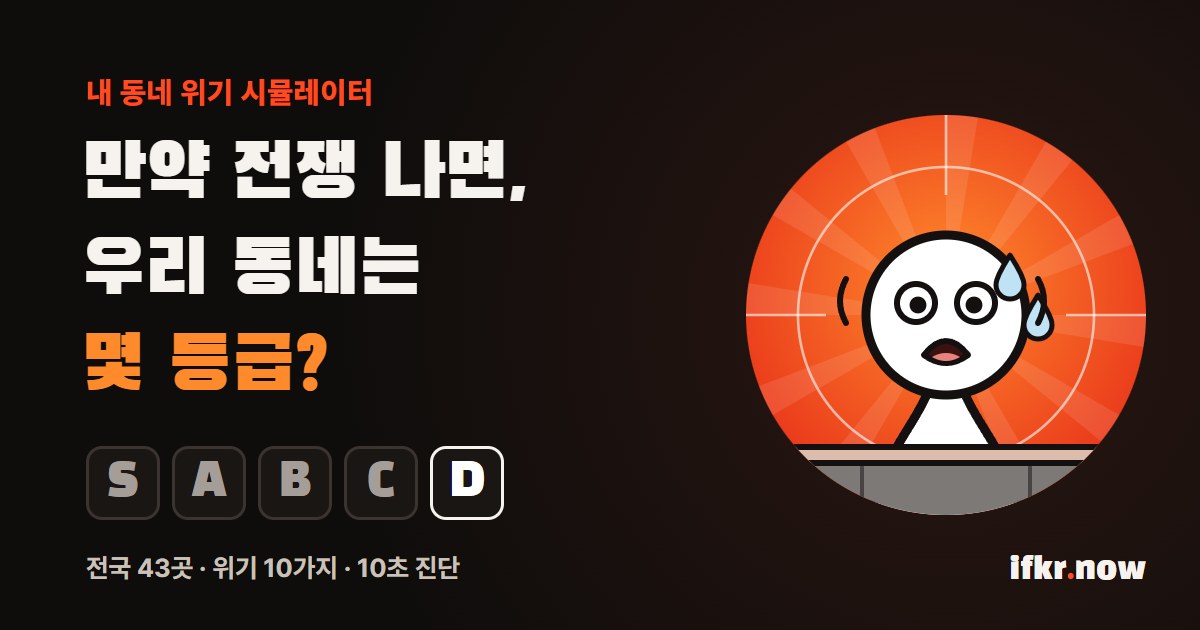 내 동네 위기 시뮬레이터
만약 전쟁 나면,
우리 동네는
몇 등급?
S A B C D
전국 43곳 · 위기 10가지 · 10초 진단
ifkr.now